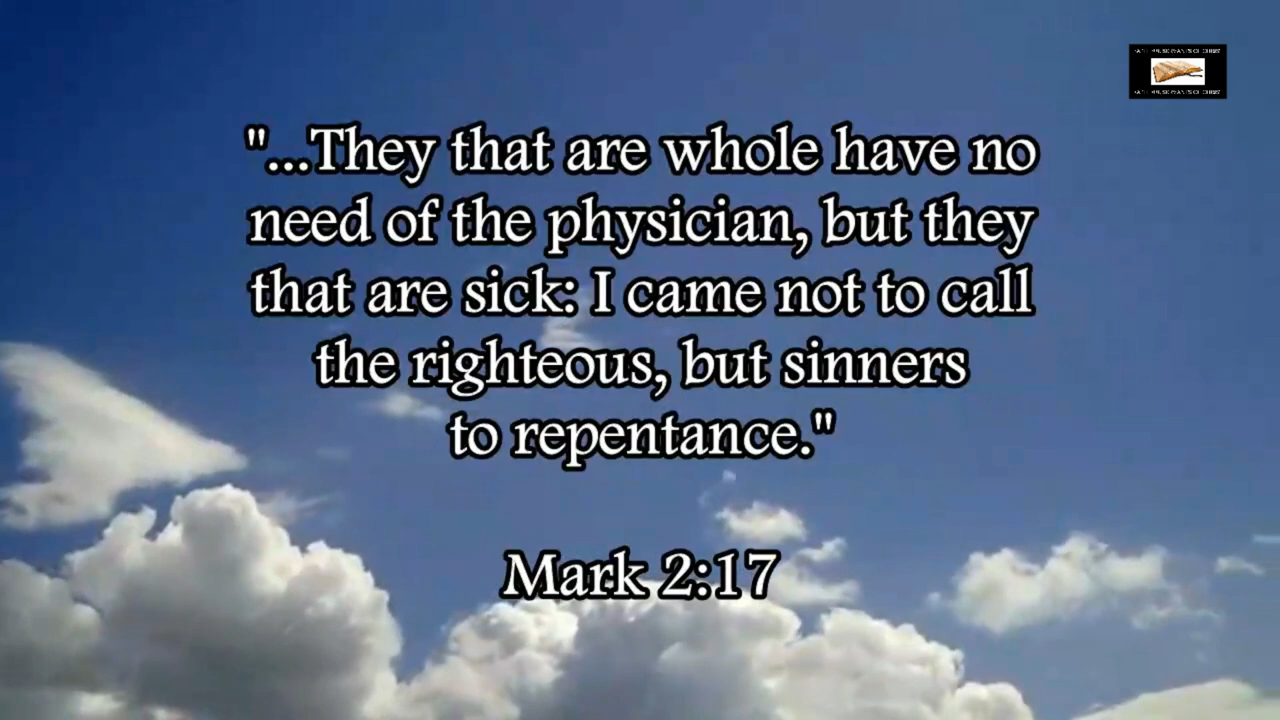 "...They that are whole have no
need of the physician, but they
that are sick: I came not to call
the righteous, but sinners
to repentance."
Mark 2:17